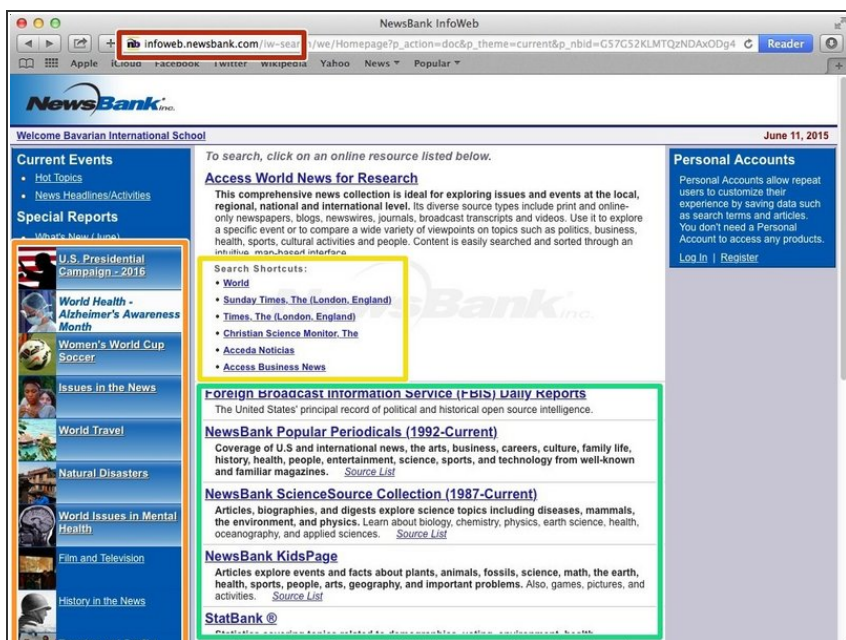 NewsBank InfoWeb
nb infoweb.newsbank.com/iw-search/we/Homepage?p_action=doc&p_theme=current&p_nbid=G57G52KLMTQzNDAxODg4 Reader
Apple iCloud Facebook Twitter Wikipedia Yahoo News Popular
NewsBank inc.
Welcome Bavarian International School
June 11, 2015
Current Events
• Hot Topics
• News Headlines/Activities
Special Reports
• What's New (June)
U.S. Presidential
Campaign - 2016
World Health -
Alzheimer's Awareness
Month
Women's World Cup
Soccer
Issues in the News
World Travel
Natural Disasters
World Issues in Mental
Health
Film and Television
History in the News
To search, click on an online resource listed below.
Access World News for Research
This comprehensive news collection is ideal for exploring issues and events at the local,
regional, national and international level. Its diverse source types include print and online-
only newspapers, blogs, newswires, journals, broadcast transcripts and videos. Use it to explore
a specific event or to compare a wide variety of viewpoints on topics such as politics, business,
health, sports, cultural activities and people. Content is easily searched and sorted through an
intuitive, map-based interface.
Search Shortcuts:
• World
• Sunday Times, The (London, England)
• Times, The (London, England)
• Christian Science Monitor, The
• Acceda Noticias
• Access Business News
NewsBank inc.
Foreign Broadcast Information Service (FBIS) Daily Reports
The United States' principal record of political and historical open source intelligence.
NewsBank Popular Periodicals (1992-Current)
Coverage of U.S and international news, the arts, business, careers, culture, family life,
history, health, people, entertainment, science, sports, and technology from well-known
and familiar magazines. Source List
NewsBank ScienceSource Collection (1987-Current)
Articles, biographies, and digests explore science topics including diseases, mammals,
the environment, and physics. Learn about biology, chemistry, physics, earth science, health,
oceanography, and applied sciences. Source List
NewsBank KidsPage
Articles explore events and facts about plants, animals, fossils, science, math, the earth,
health, sports, people, arts, geography, and important problems. Also, games, pictures, and
activities. Source List
StatBank ®
Statistics covering topics related to demographics, voting, environment, health,
Personal Accounts
Personal Accounts allow repeat
users to customize their
experience by saving data such
as search terms and articles.
You don't need a Personal
Account to access any products.
Log In | Register